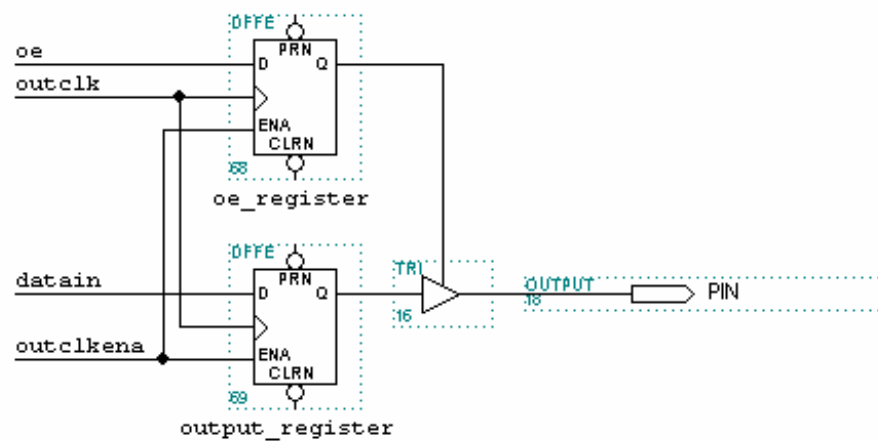 DFFE
PRN
oe
D Q
outclk
ENA
CLRN
68
oe_register
DFFE
PRN
TRI
datain
D Q
OUTPUT
PIN
18
16
outclkena
ENA
CLRN
69
output_register